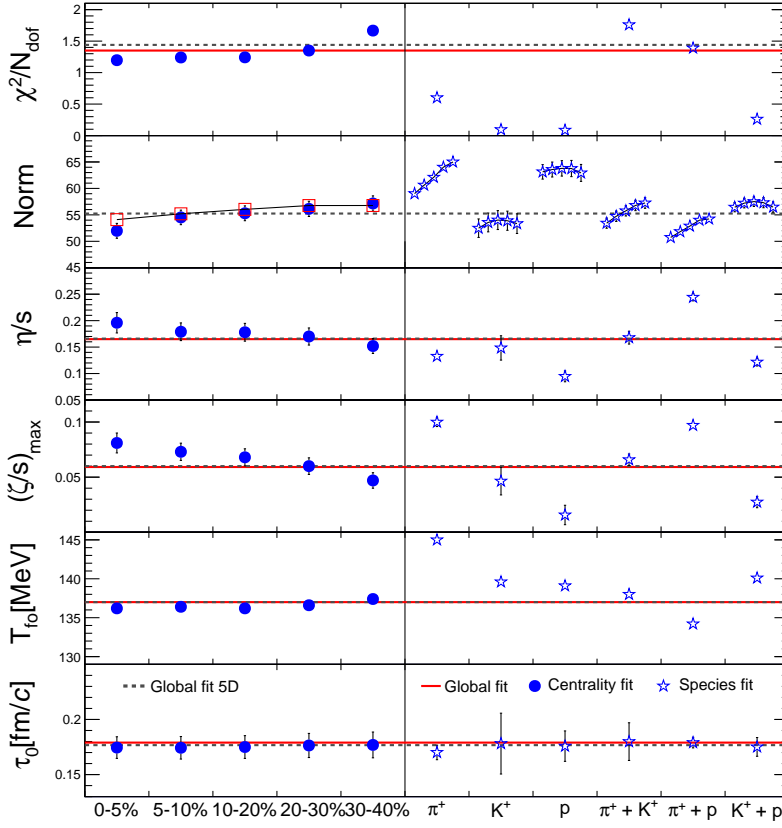 2
1.5
1
0.5
0
χ²/N_dof
65
60
55
50
45
Norm
0.25
0.2
0.15
0.1
0.05
η/s
0.1
0.05
(ζ/s)_max
145
140
135
130
T_fo[MeV]
Global fit 5D
Global fit
Centrality fit
Species fit
0.2
0.15
τ₀[fm/c]
0-5% 5-10% 10-20% 20-30% 30-40% π⁺ K⁺ p π⁺ + K⁺ π⁺ + p K⁺ + p